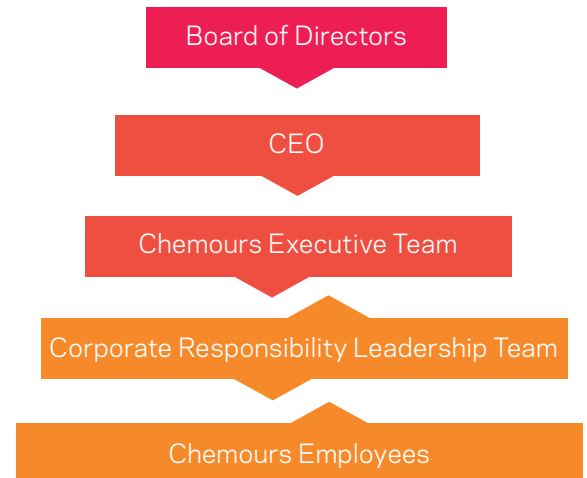 Board of Directors
CEO
Chemours Executive Team
Corporate Responsibility Leadership Team
Chemours Employees